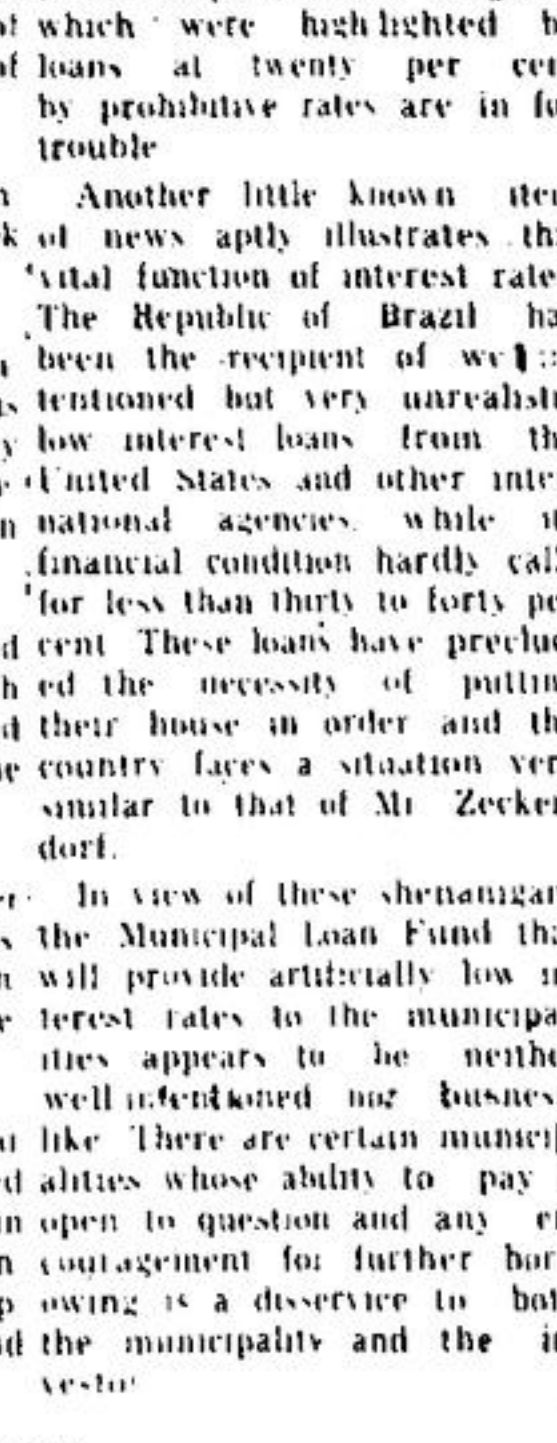 which were highlighted b
loans at twenty per cen
by prohibitive rates are in fu
trouble
Another little known iter
of news aptly illustrates th
vital function of interest rate
The Republic of Brazil ha
been the recipient of wel
tentioned but very unrealisti
low interest loans from th
United States and other inte
national agencies. while it
financial condition hardly call
for less than thirty to forty pe
cent These loans have preclud
ed the necessity of puttin
their house in order and th
country faces a situation ver
similar to that of Mr Zecker
dorf.
In view of these shenanigan
the Municipal Loan Fund tha
will provide artificially low in
terest rates to the municipa
ities appears to be neithe
well intentioned nor busines
like There are certain municip
alities whose ability to pay
open to question and any en
couragement for further bor
owing is a disservice to bot
the municipality and the in
vestor